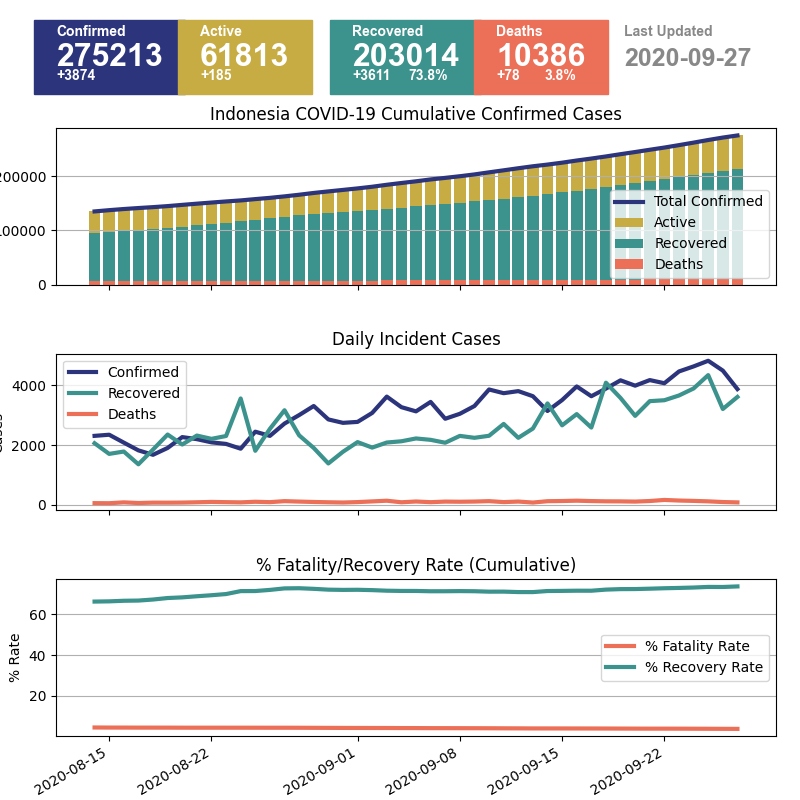 Confirmed
275213
+3874
Active
61813
+185
Recovered
203014
+3611 73.8%
Deaths
10386
+78 3.8%
Last Updated
2020-09-27
Indonesia COVID-19 Cumulative Confirmed Cases
200000
100000
0
Total Confirmed
Active
Recovered
Deaths
Daily Incident Cases
Cases
4000
2000
0
Confirmed
Recovered
Deaths
% Fatality/Recovery Rate (Cumulative)
% Rate
60
40
20
% Fatality Rate
% Recovery Rate
2020-08-15
2020-08-22
2020-09-01
2020-09-08
2020-09-15
2020-09-22